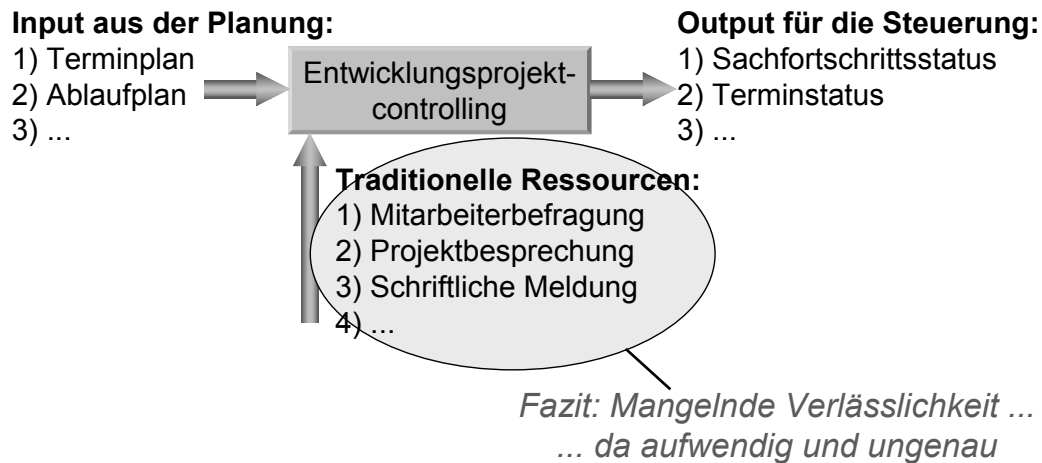 Input aus der Planung:
1) Terminplan
2) Ablaufplan
3) ...
Entwicklungsprojekt-
controlling
Output für die Steuerung:
1) Sachfortschrittsstatus
2) Terminstatus
3) ...
Traditionelle Ressourcen:
1) Mitarbeiterbefragung
2) Projektbesprechung
3) Schriftliche Meldung
4) ...
Fazit: Mangelnde Verlässlichkeit ...
... da aufwendig und ungenau